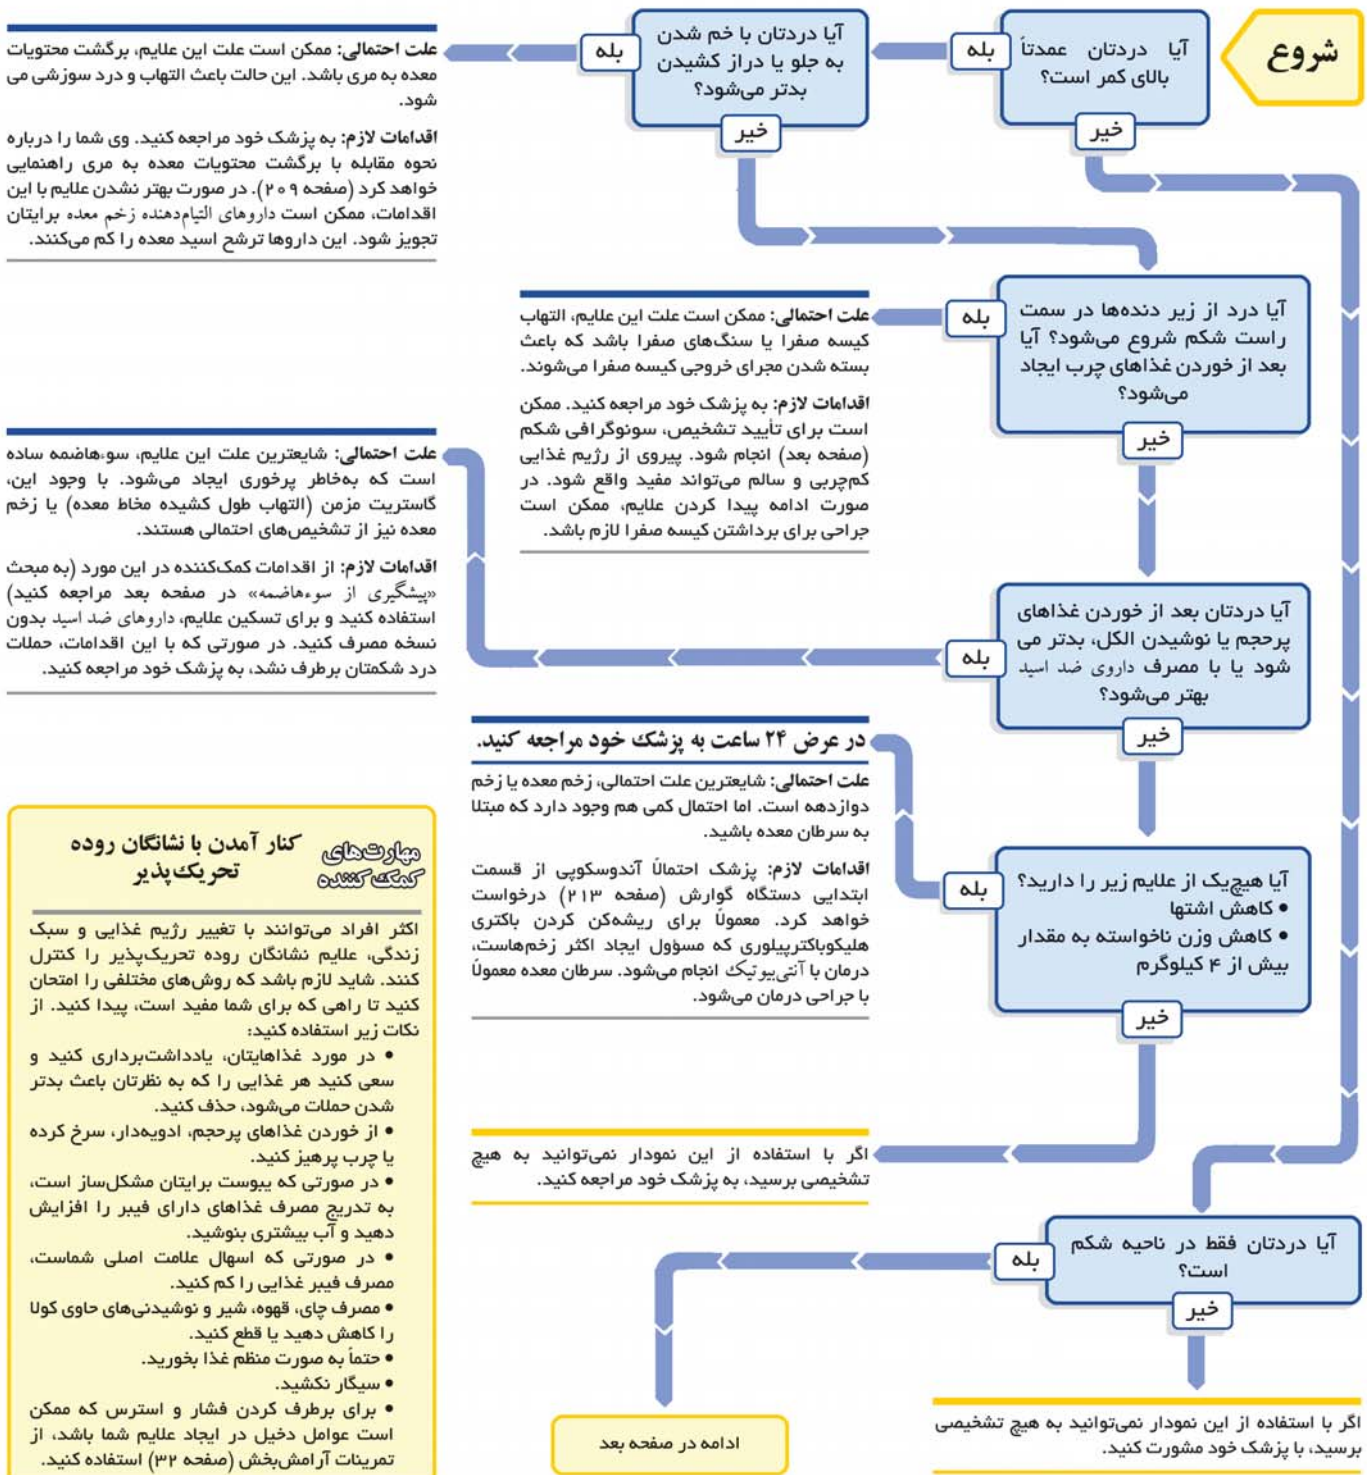 شروع
آیا دردتان عمدتاً
بالای کمر است؟
بله
خیر
آیا دردتان با خم شدن
به جلو یا دراز کشیدن
بدتر می‌شود؟
بله
خیر
علت احتمالی: ممکن است علت این علایم، برگشت محتویات
معده به مری باشد. این حالت باعث التهاب و درد سوزشی می
شود.
اقدامات لازم: به پزشک خود مراجعه کنید. وی شما را درباره
نحوه مقابله با برگشت محتویات معده به مری راهنمایی
خواهد کرد (صفحه ۲۰۹). در صورت بهتر نشدن علایم با این
اقدامات، ممکن است داروهای التیام‌دهنده زخم معده برایتان
تجویز شود. این داروها ترشح اسید معده را کم می‌کنند.
آیا درد از زیر دنده‌ها در سمت
راست شکم شروع می‌شود؟ آیا
بعد از خوردن غذاهای چرب ایجاد
می‌شود؟
بله
خیر
علت احتمالی: ممکن است علت این علایم، التهاب
کیسه صفرا یا سنگ‌های صفرا باشد که باعث
بسته شدن مجرای خروجی کیسه صفرا می‌شوند.
اقدامات لازم: به پزشک خود مراجعه کنید. ممکن
است برای تأیید تشخیص، سونوگرافی شکم
(صفحه بعد) انجام شود. پیروی از رژیم غذایی
کم‌چربی و سالم می‌تواند مفید واقع شود. در
صورت ادامه پیدا کردن علایم، ممکن است
جراحی برای برداشتن کیسه صفرا لازم باشد.
آیا دردتان بعد از خوردن غذاهای
پرحجم یا نوشیدن الکل، بدتر می
شود یا با مصرف داروی ضد اسید
بهتر می‌شود؟
بله
خیر
علت احتمالی: شایعترین علت این علایم، سوءهاضمه ساده
است که به‌خاطر پرخوری ایجاد می‌شود. با وجود این،
گاستریت مزمن (التهاب طول کشیده مخاط معده) یا زخم
معده نیز از تشخیص‌های احتمالی هستند.
اقدامات لازم: از اقدامات کمک‌کننده در این مورد (به مبحث
«پیشگیری از سوءهاضمه» در صفحه بعد مراجعه کنید)
استفاده کنید و برای تسکین علایم، داروهای ضد اسید بدون
نسخه مصرف کنید. در صورتی که با این اقدامات، حملات
درد شکمتان برطرف نشد، به پزشک خود مراجعه کنید.
آیا هیچ‌یک از علایم زیر را دارید؟
• کاهش اشتها
• کاهش وزن ناخواسته به مقدار
بیش از ۴ کیلوگرم
بله
خیر
در عرض ۲۴ ساعت به پزشک خود مراجعه کنید.
علت احتمالی: شایعترین علت احتمالی، زخم معده یا زخم
دوازدهه است. اما احتمال کمی هم وجود دارد که مبتلا
به سرطان معده باشید.
اقدامات لازم: پزشک احتمالاً آندوسکوپی از قسمت
ابتدایی دستگاه گوارش (صفحه ۲۱۳) درخواست
خواهد کرد. معمولاً برای ریشه‌کن کردن باکتری
هلیکوباکترپیلوری که مسؤول ایجاد اکثر زخم‌هاست،
درمان با آنتی‌بیوتیک انجام می‌شود. سرطان معده معمولاً
با جراحی درمان می‌شود.
اگر با استفاده از این نمودار نمی‌توانید به هیچ
تشخیصی برسید، به پزشک خود مراجعه کنید.
آیا دردتان فقط در ناحیه شکم
است؟
بله
خیر
اگر با استفاده از این نمودار نمی‌توانید به هیچ تشخیصی
برسید، با پزشک خود مشورت کنید.
ادامه در صفحه بعد
مهارت‌های
کمک‌کننده
کنار آمدن با نشانگان روده
تحریک‌پذیر
اکثر افراد می‌توانند با تغییر رژیم غذایی و سبک
زندگی، علایم نشانگان روده تحریک‌پذیر را کنترل
کنند. شاید لازم باشد که روش‌های مختلفی را امتحان
کنید تا راهی که برای شما مفید است، پیدا کنید. از
نکات زیر استفاده کنید:
• در مورد غذاهایتان، یادداشت‌برداری کنید و
سعی کنید هر غذایی را که به نظرتان باعث بدتر
شدن حملات می‌شود، حذف کنید.
• از خوردن غذاهای پرحجم، ادویه‌دار، سرخ کرده
یا چرب پرهیز کنید.
• در صورتی که یبوست برایتان مشکل‌ساز است،
به تدریج مصرف غذاهای دارای فیبر را افزایش
دهید و آب بیشتری بنوشید.
• در صورتی که اسهال علامت اصلی شماست،
مصرف فیبر غذایی را کم کنید.
• مصرف چای، قهوه، شیر و نوشیدنی‌های حاوی کولا
را کاهش دهید یا قطع کنید.
• حتماً به صورت منظم غذا بخورید.
• سیگار نکشید.
• برای برطرف کردن فشار و استرس که ممکن
است عوامل دخیل در ایجاد علایم شما باشد، از
تمرینات آرامش‌بخش (صفحه ۳۲) استفاده کنید.